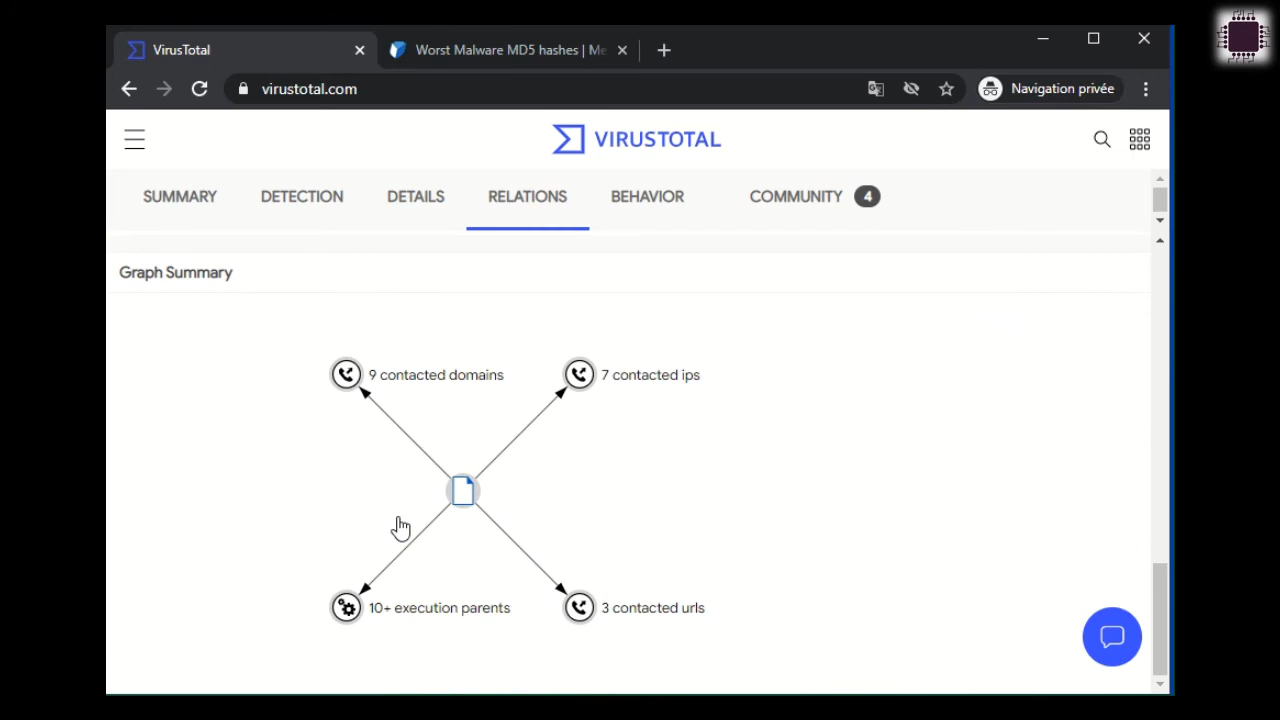 VirusTotal
Worst Malware MD5 hashes | Me
virustotal.com
Navigation privée
VIRUSTOTAL
SUMMARY
DETECTION
DETAILS
RELATIONS
BEHAVIOR
COMMUNITY 4
Graph Summary
9 contacted domains
7 contacted ips
10+ execution parents
3 contacted urls